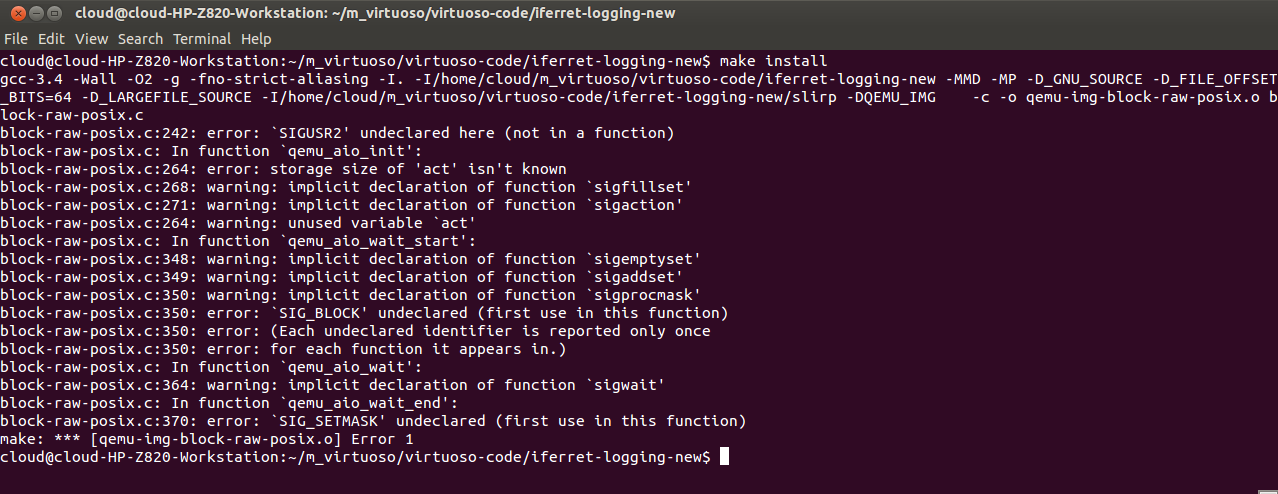 cloud@cloud-HP-Z820-Workstation: ~/m_virtuoso/virtuoso-code/iferret-logging-new
File Edit View Search Terminal Help
cloud@cloud-HP-Z820-Workstation:~/m_virtuoso/virtuoso-code/iferret-logging-new$ make install
gcc-3.4 -Wall -O2 -g -fno-strict-aliasing -I. -I/home/cloud/m_virtuoso/virtuoso-code/iferret-logging-new -MMD -MP -D_GNU_SOURCE -D_FILE_OFFSET
_BITS=64 -D_LARGEFILE_SOURCE -I/home/cloud/m_virtuoso/virtuoso-code/iferret-logging-new/slirp -DQEMU_IMG    -c -o qemu-img-block-raw-posix.o b
lock-raw-posix.c
block-raw-posix.c:242: error: `SIGUSR2' undeclared here (not in a function)
block-raw-posix.c: In function `qemu_aio_init':
block-raw-posix.c:264: error: storage size of 'act' isn't known
block-raw-posix.c:268: warning: implicit declaration of function `sigfillset'
block-raw-posix.c:271: warning: implicit declaration of function `sigaction'
block-raw-posix.c:264: warning: unused variable `act'
block-raw-posix.c: In function `qemu_aio_wait_start':
block-raw-posix.c:348: warning: implicit declaration of function `sigemptyset'
block-raw-posix.c:349: warning: implicit declaration of function `sigaddset'
block-raw-posix.c:350: warning: implicit declaration of function `sigprocmask'
block-raw-posix.c:350: error: `SIG_BLOCK' undeclared (first use in this function)
block-raw-posix.c:350: error: (Each undeclared identifier is reported only once
block-raw-posix.c:350: error: for each function it appears in.)
block-raw-posix.c: In function `qemu_aio_wait':
block-raw-posix.c:364: warning: implicit declaration of function `sigwait'
block-raw-posix.c: In function `qemu_aio_wait_end':
block-raw-posix.c:370: error: `SIG_SETMASK' undeclared (first use in this function)
make: *** [qemu-img-block-raw-posix.o] Error 1
cloud@cloud-HP-Z820-Workstation:~/m_virtuoso/virtuoso-code/iferret-logging-new$